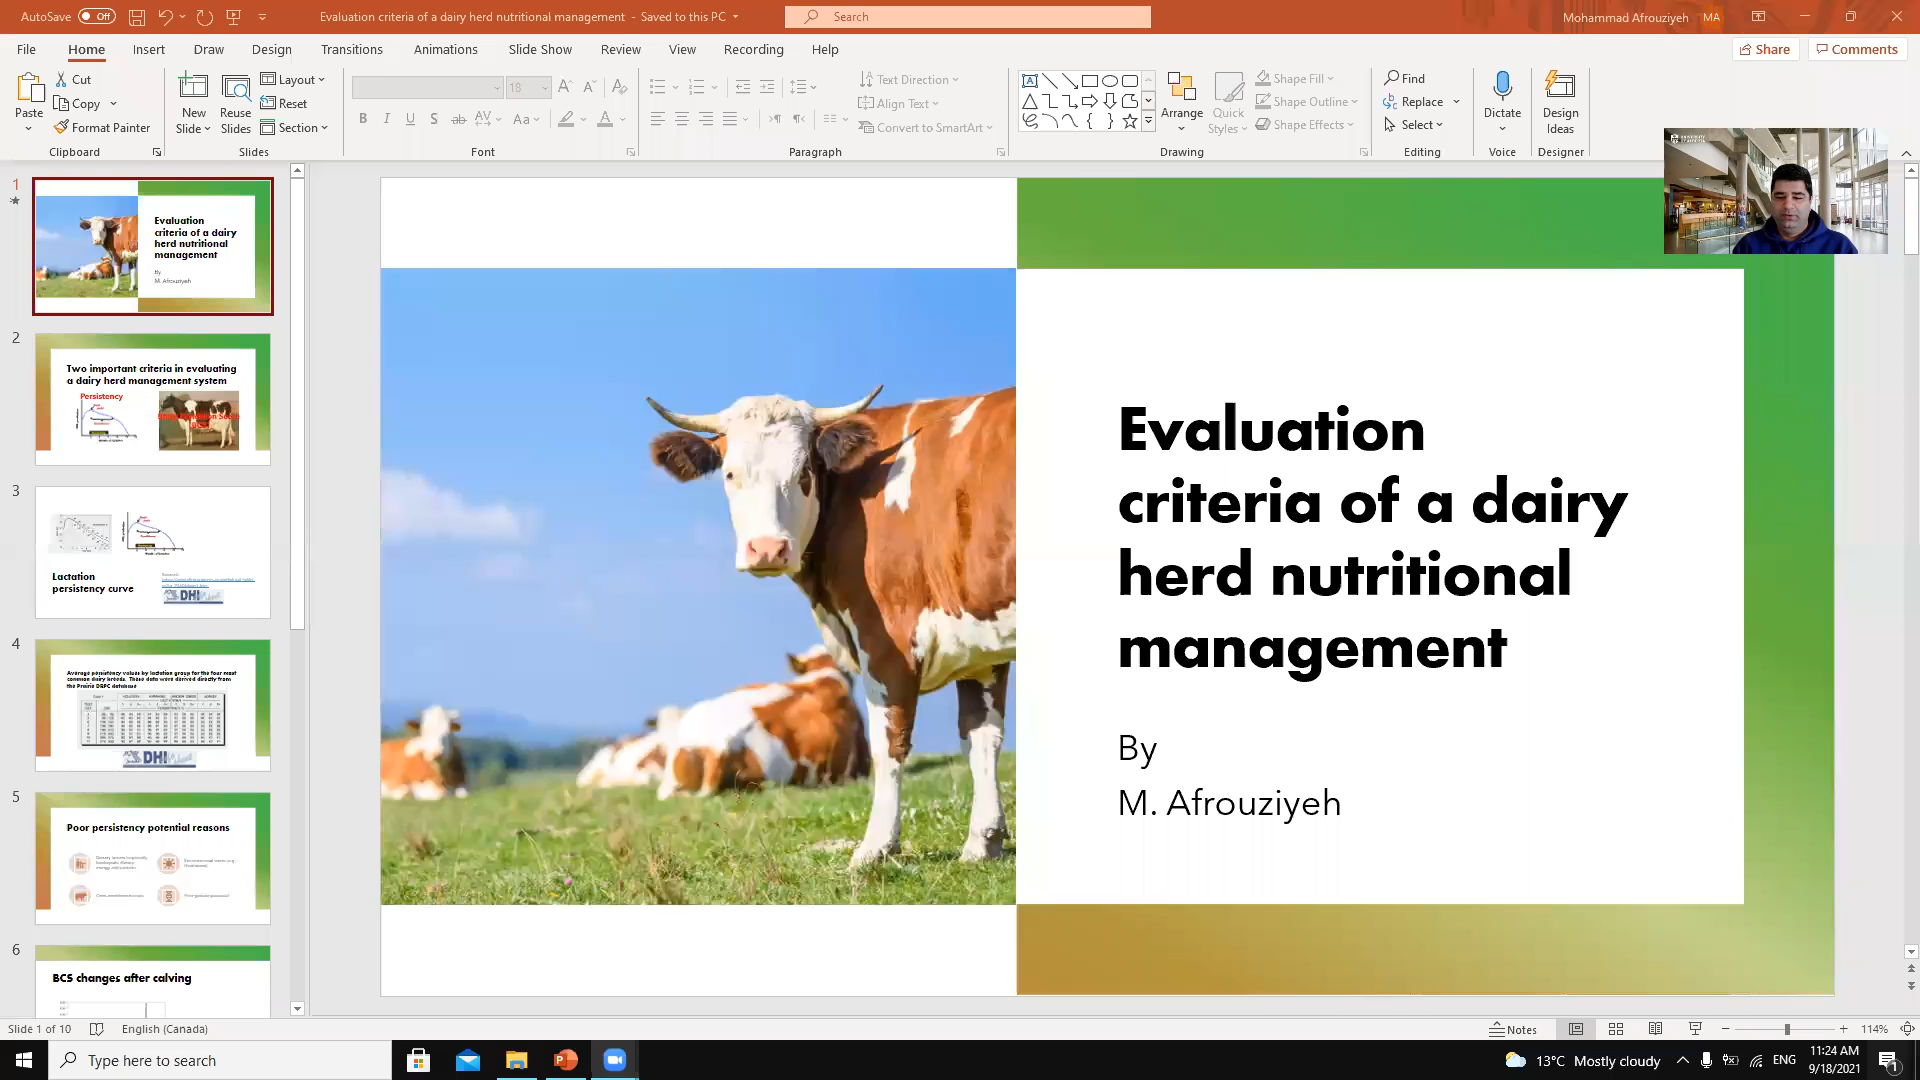 AutoSave Off
Evaluation criteria of a dairy herd nutritional management - Saved to this PC
Search
Mohammad Afrouziyeh MA
File Home Insert Draw Design Transitions Animations Slide Show Review View Recording Help
Share Comments
Paste
Cut
Copy
Format Painter
Clipboard
New Slide
Reuse Slides
Layout
Reset
Section
Slides
18
Font
Text Direction
Align Text
Convert to SmartArt
Paragraph
Arrange
Quick Styles
Shape Fill
Shape Outline
Shape Effects
Drawing
Find
Replace
Select
Editing
Dictate
Voice
Design Ideas
Designer
1
Evaluation
criteria of a dairy
herd nutritional
management
By
M. Afrouziyeh
2
Two important criteria in evaluating
a dairy herd management system
Persistency
3
Lactation
persistency curve
DHI
4
Average persistency values by lactation group for the four most
common dairy breeds. These data were derived directly from
the Prairie DRPC database
DHI
5
Poor persistency potential reasons
6
BCS changes after calving
Evaluation
criteria of a dairy
herd nutritional
management
By
M. Afrouziyeh
Slide 1 of 10
English (Canada)
Notes
114%
Type here to search
13°C Mostly cloudy
ENG
11:24 AM
9/18/2021
1